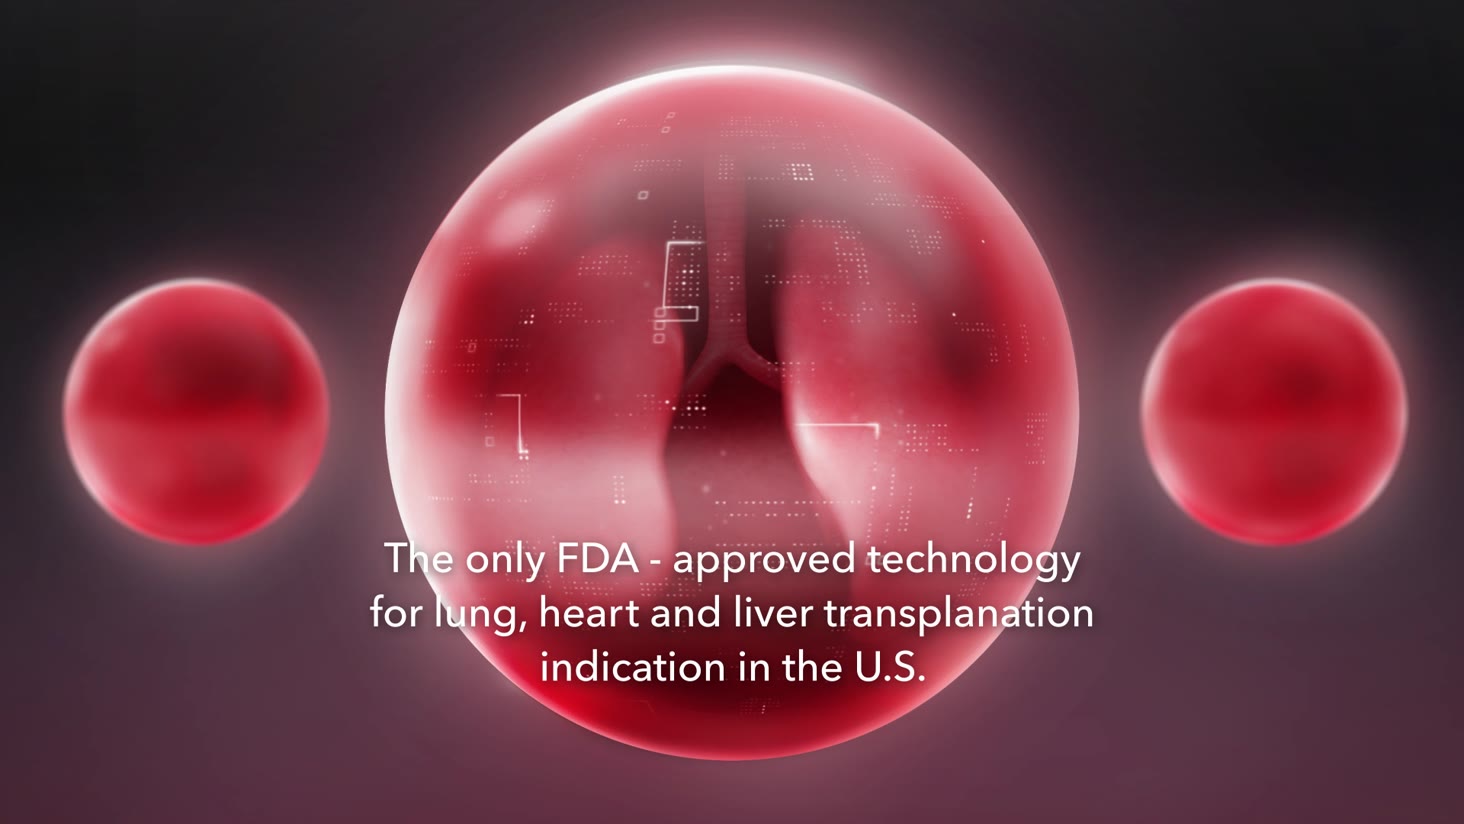 The only FDA - approved technology
for lung, heart and liver transplanation
indication in the U.S.